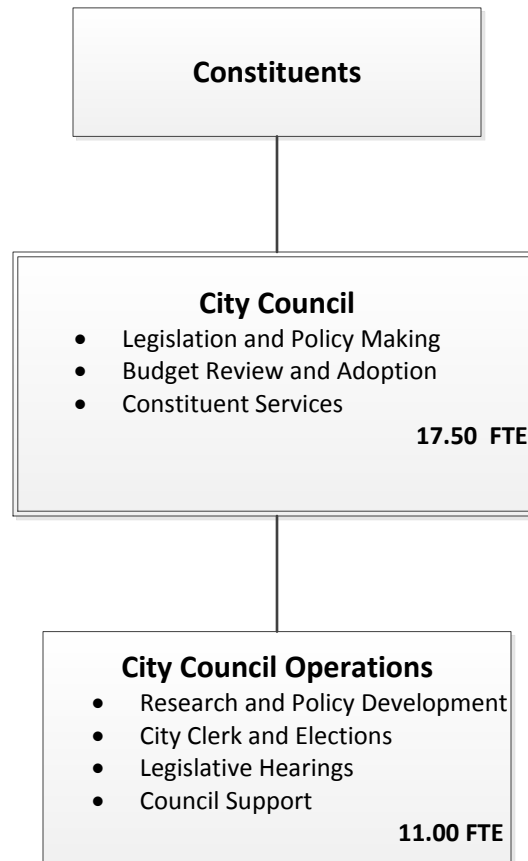 Constituents
City Council
• Legislation and Policy Making
• Budget Review and Adoption
• Constituent Services
17.50 FTE
City Council Operations
• Research and Policy Development
• City Clerk and Elections
• Legislative Hearings
• Council Support
11.00 FTE